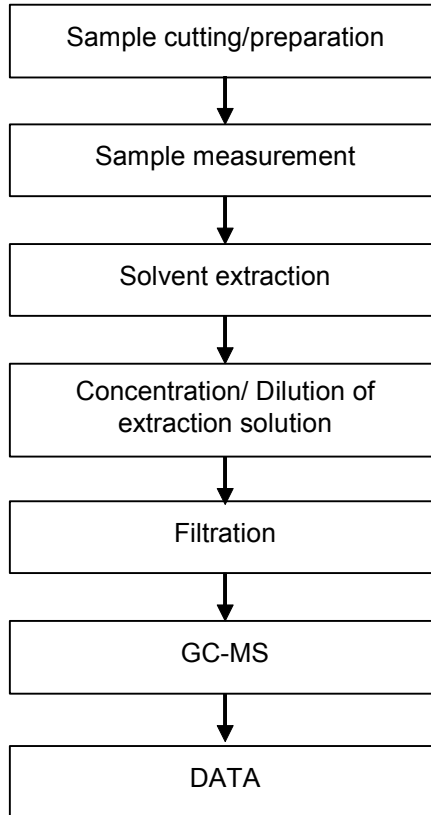 Sample cutting/preparation
Sample measurement
Solvent extraction
Concentration/ Dilution of
extraction solution
Filtration
GC-MS
DATA